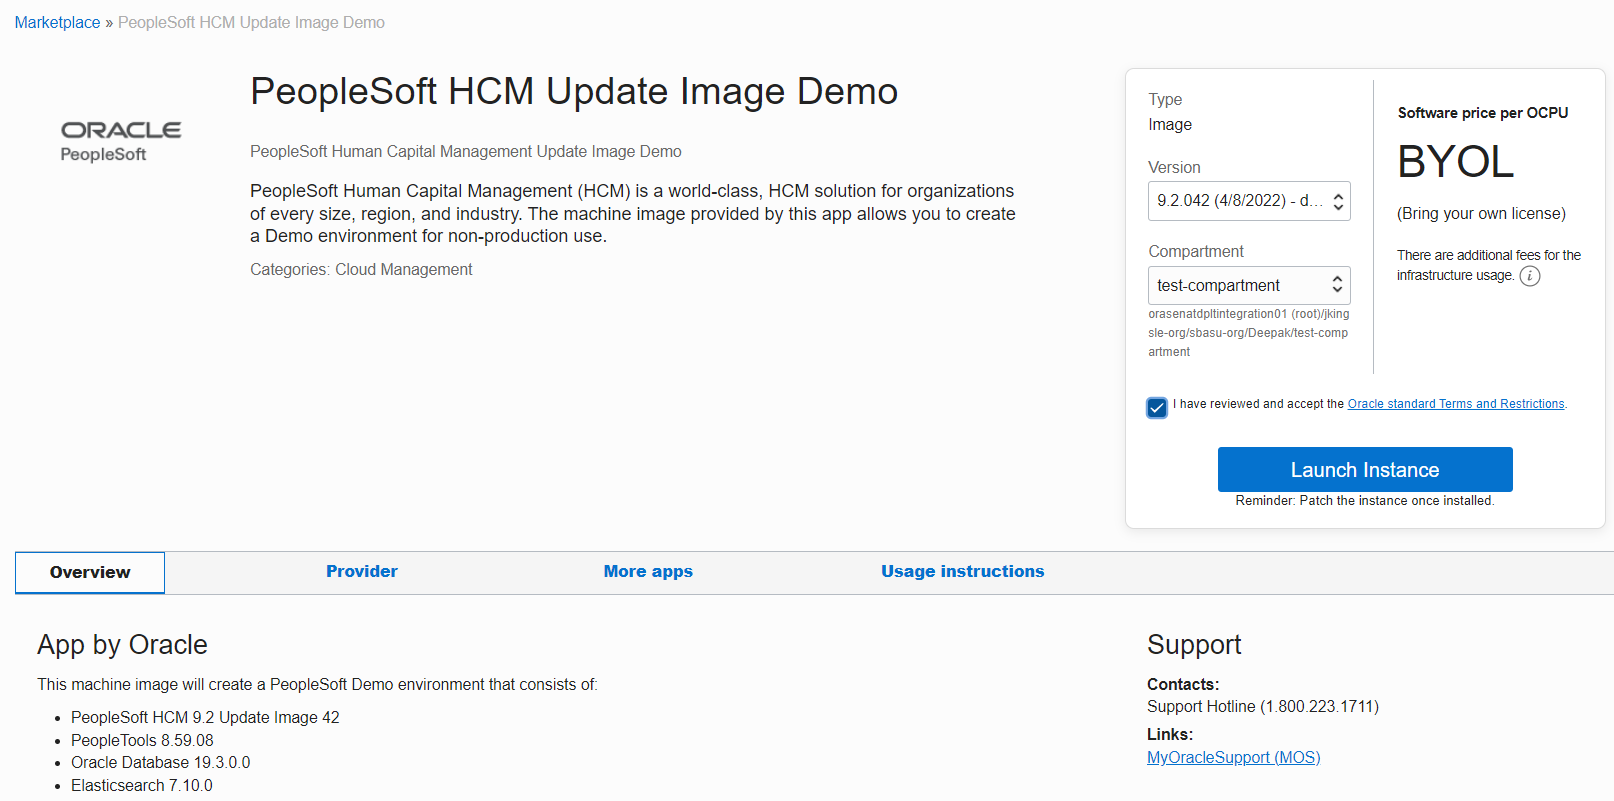 Marketplace » PeopleSoft HCM Update Image Demo
ORACLE
PeopleSoft
PeopleSoft HCM Update Image Demo
PeopleSoft Human Capital Management Update Image Demo
PeopleSoft Human Capital Management (HCM) is a world-class, HCM solution for organizations
of every size, region, and industry. The machine image provided by this app allows you to create
a Demo environment for non-production use.
Categories: Cloud Management
Type
Image
Version
9.2.042 (4/8/2022) - d...
Compartment
test-compartment
orasenatdpltintegration01 (root)/jking
sle-org/sbasu-org/Deepak/test-comp
artment
Software price per OCPU
BYOL
(Bring your own license)
There are additional fees for the
infrastructure usage. i
I have reviewed and accept the Oracle standard Terms and Restrictions.
Launch Instance
Reminder: Patch the instance once installed.
Overview
Provider
More apps
Usage instructions
App by Oracle
This machine image will create a PeopleSoft Demo environment that consists of:
• PeopleSoft HCM 9.2 Update Image 42
• PeopleTools 8.59.08
• Oracle Database 19.3.0.0
• Elasticsearch 7.10.0
Support
Contacts:
Support Hotline (1.800.223.1711)
Links:
MyOracleSupport (MOS)